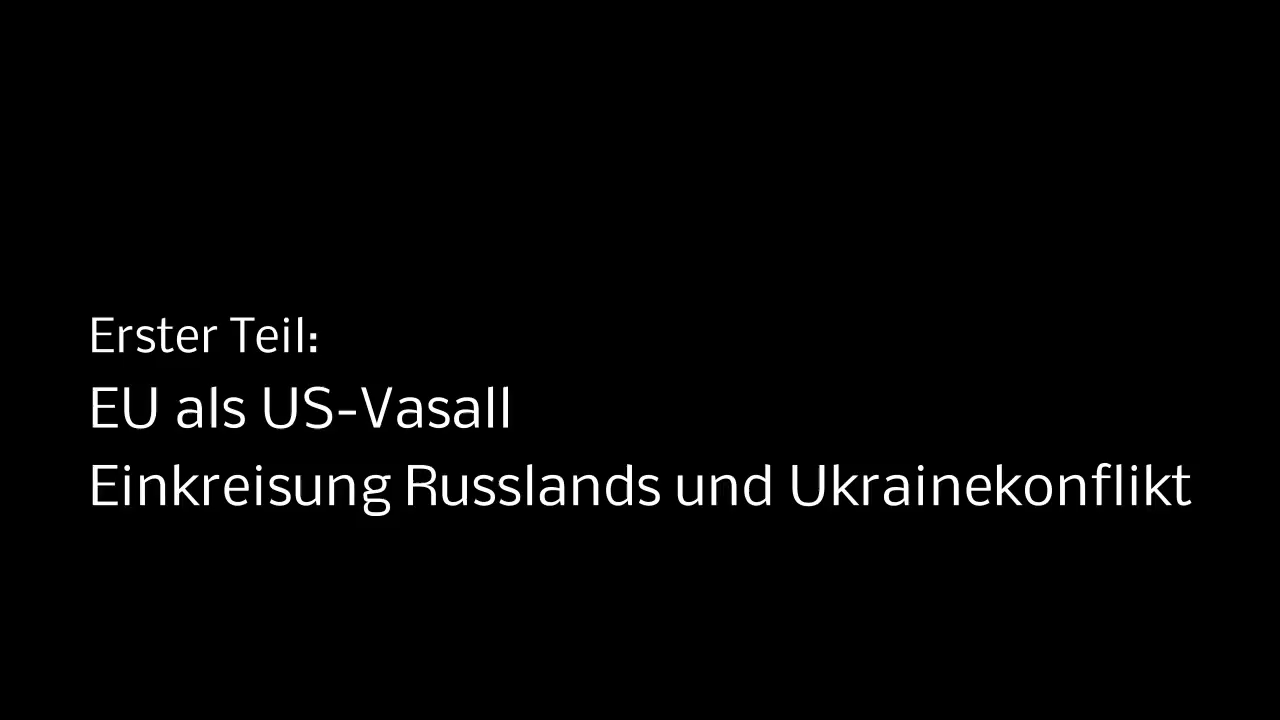 Erster Teil:
EU als US-Vasall
Einkreisung Russlands und Ukrainekonflikt